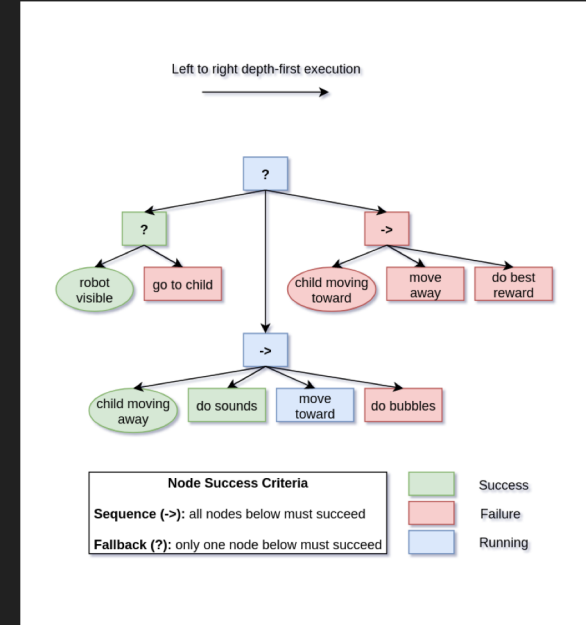 Left to right depth-first execution
?
?
->
robot
visible
go to child
child moving
toward
move
away
do best
reward
->
child moving
away
do sounds
move
toward
do bubbles
Node Success Criteria
Sequence (->): all nodes below must succeed
Fallback (?): only one node below must succeed
Success
Failure
Running